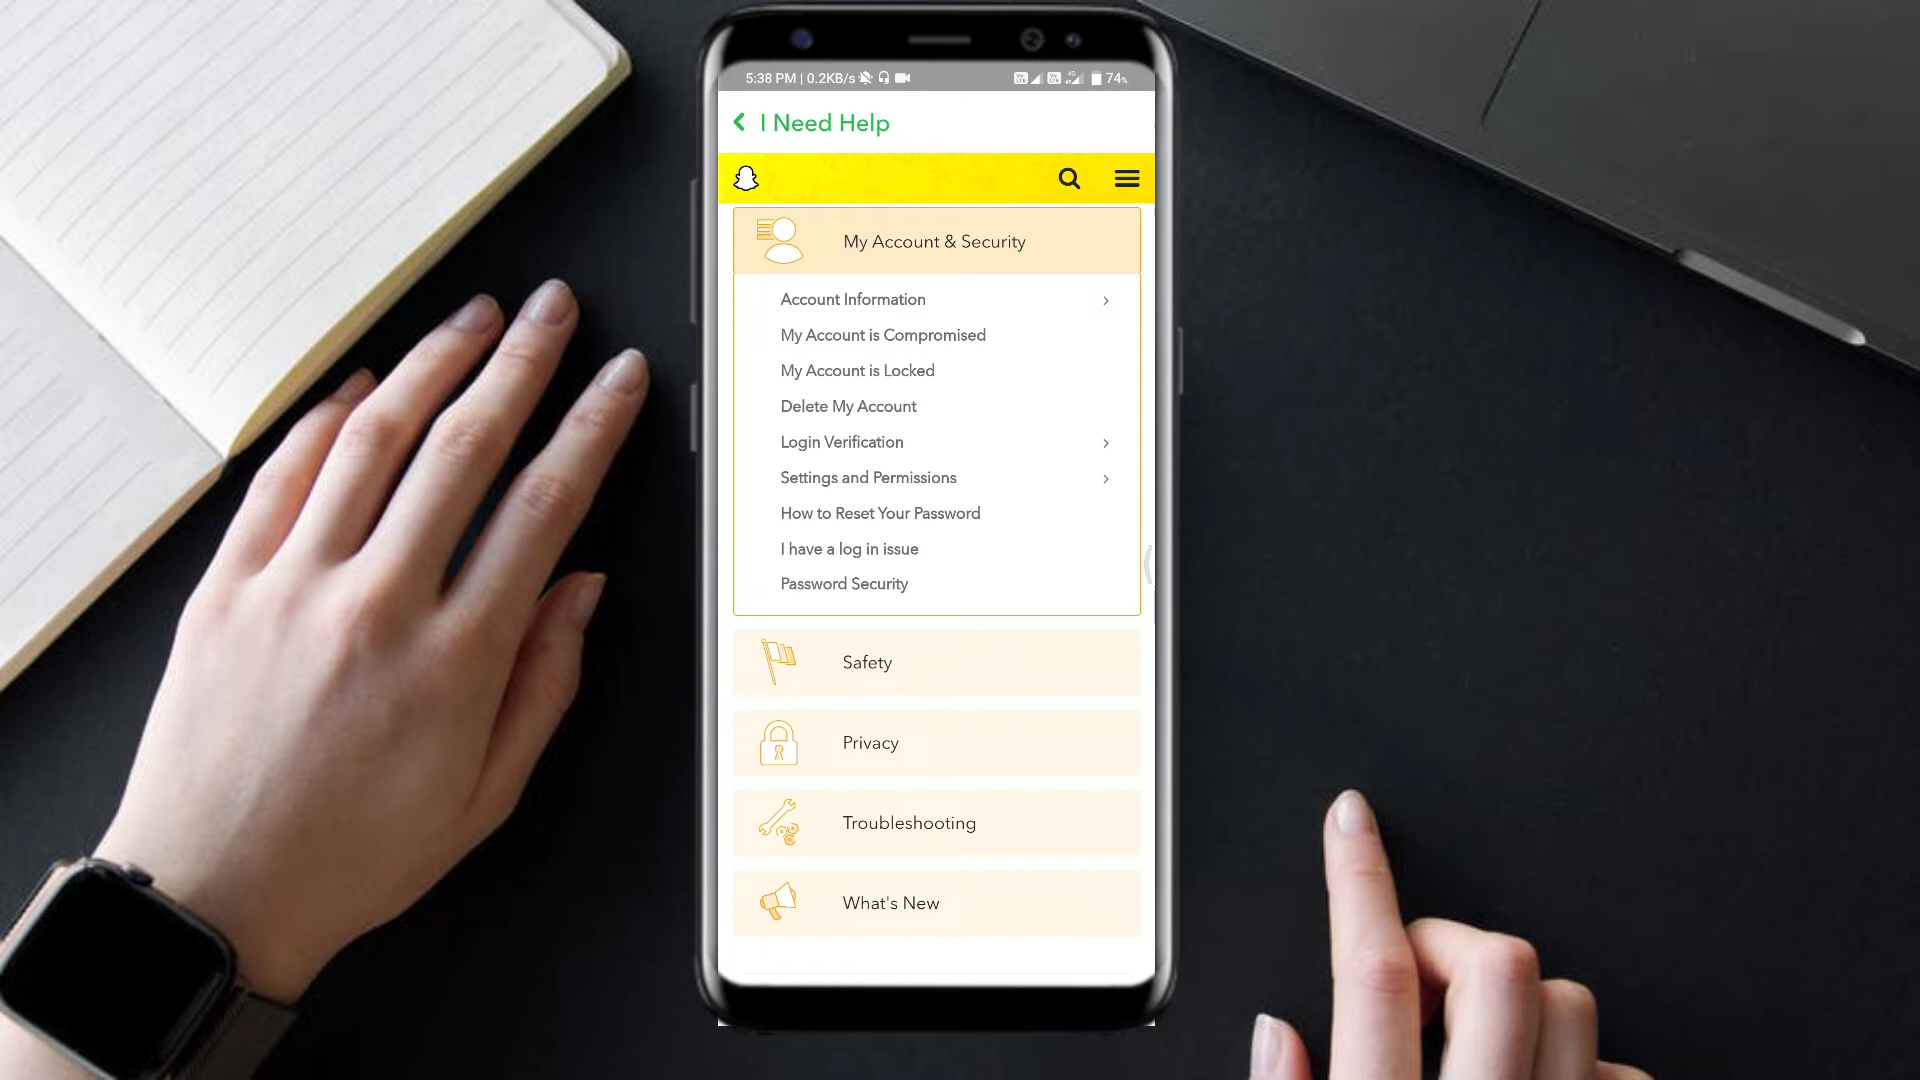 5:38 PM | 0.2KB/s 74%
I Need Help
My Account & Security
Account Information
My Account is Compromised
My Account is Locked
Delete My Account
Login Verification
Settings and Permissions
How to Reset Your Password
I have a log in issue
Password Security
Safety
Privacy
Troubleshooting
What's New